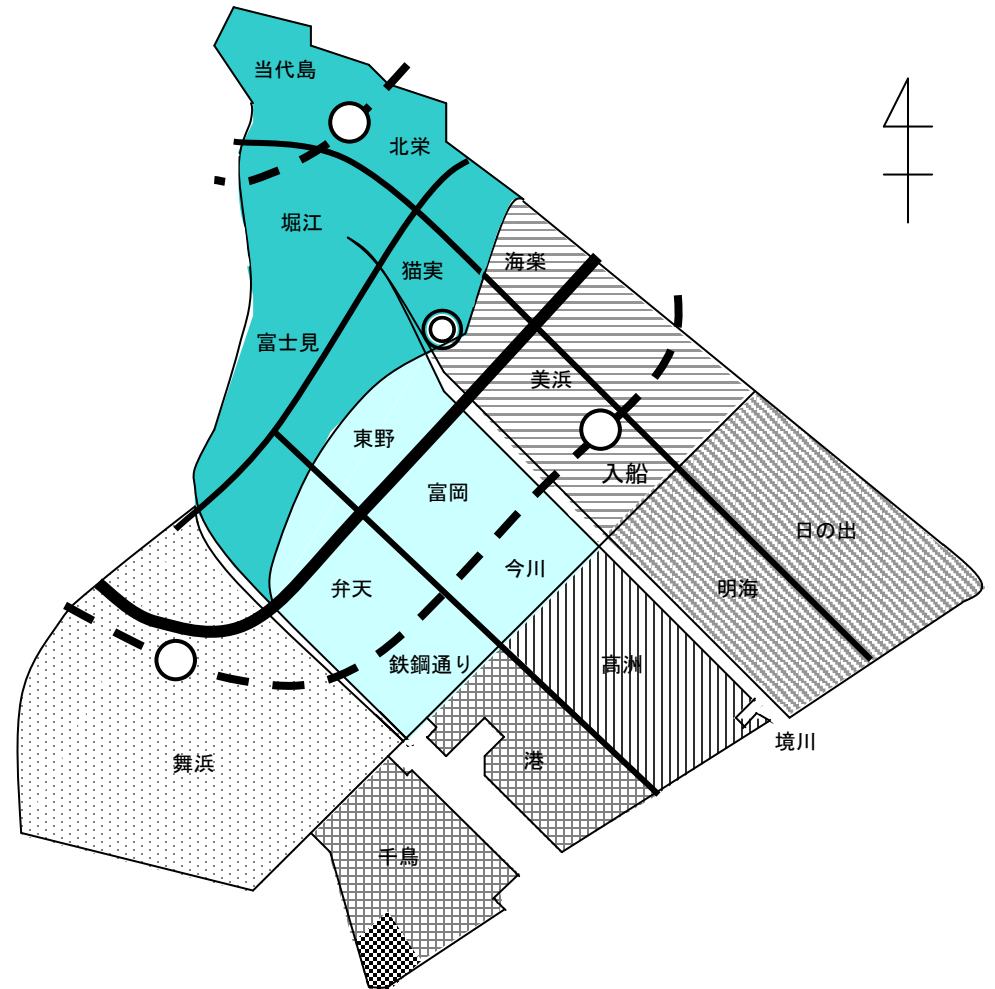 当代島
北栄
堀江
海楽
猫実
富士見
美浜
東野
入船
富岡
日の出
今川
弁天
明海
鉄鋼通り
高洲
境川
港
舞浜
千鳥